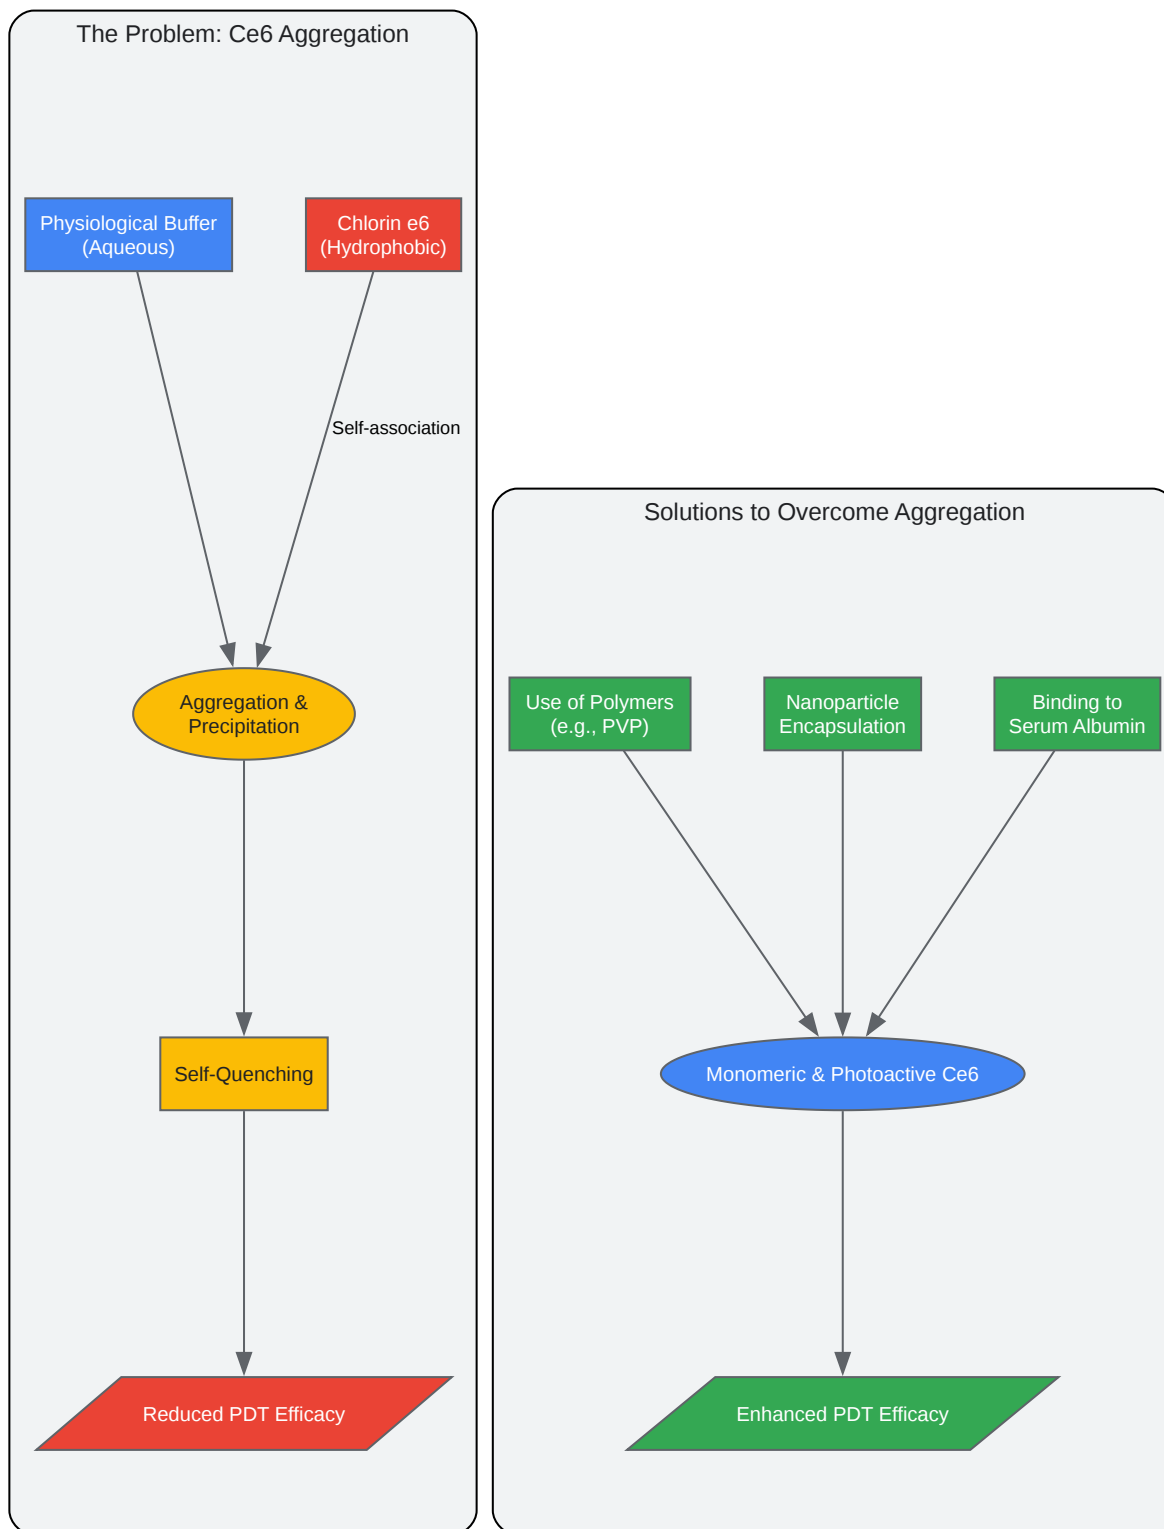 The Problem: Ce6 Aggregation
Physiological Buffer
(Aqueous)
Chlorin e6
(Hydrophobic)
Self-association
Aggregation &
Precipitation
Self-Quenching
Reduced PDT Efficacy
Solutions to Overcome Aggregation
Use of Polymers
(e.g., PVP)
Nanoparticle
Encapsulation
Binding to
Serum Albumin
Monomeric & Photoactive Ce6
Enhanced PDT Efficacy